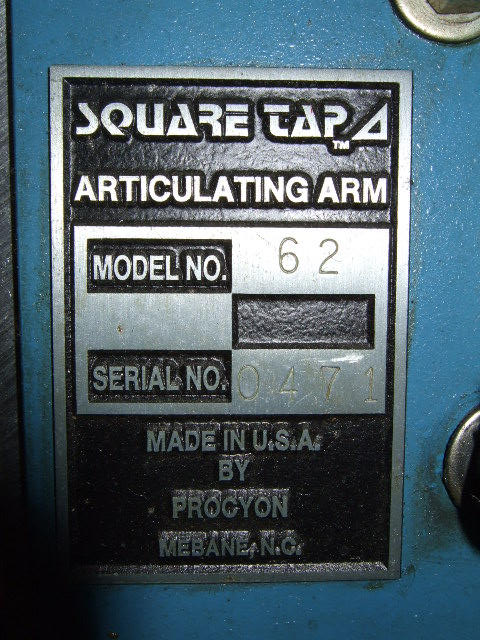 SQUARE TAP
TM
ARTICULATING ARM
MODEL NO. 62
SERIAL NO. 0471
MADE IN U.S.A.
BY
PROCYON
MEBANE, N.C.